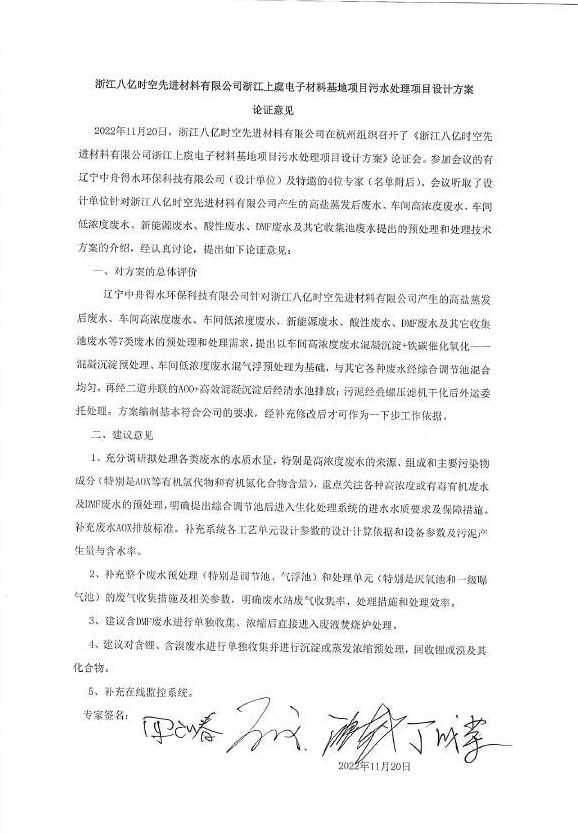 浙江八亿时空先进材料有限公司浙江上虞电子材料基地项目污水处理项目设计方案
论证意见
2022年11月20日，浙江八亿时空先进材料有限公司在杭州组织召开了《浙江八亿时空先
进材料有限公司浙江上虞电子材料基地项目污水处理项目设计方案》论证会。参加会议的有
辽宁中舟得水环保科技有限公司（设计单位）及特邀的4位专家（名单附后），会议听取了设
计单位针对浙江八亿时空先进材料有限公司产生的高盐蒸发后废水、车间高浓度废水、车间
低浓度废水、新能源废水、酸性废水、DMF废水及其它收集池废水提出的预处理和处理技术
方案的介绍，经认真讨论，提出如下论证意见：
一、对方案的总体评价
辽宁中舟得水环保科技有限公司针对浙江八亿时空先进材料有限公司产生的高盐蒸发
后废水、车间高浓度废水、车间低浓度废水、新能源废水、酸性废水、DMF废水及其它收集
池废水等7类废水的预处理和处理需求，提出以车间高浓度废水混凝沉淀+铁碳催化氧化——
混凝沉淀预处理、车间低浓度废水混气浮预处理为基础，与其它各种废水经综合调节池混合
均匀，再经二道并联的AOO+高效混凝沉淀后经清水池排放；污泥经叠螺压滤机干化后外运委
托处理。方案编制基本符合公司的要求，经补充修改后才可作为一下步工作依据。
二、建议意见
1、充分调研拟处理各类废水的水质水量，特别是高浓度废水的来源、组成和主要污染物
成分（特别是AOX等有机氯代物和有机氮化合物含量），重点关注各种高浓度或有毒有机废水
及DMF废水的预处理，明确提出综合调节池后进入生化处理系统的进水水质要求及保障措施。
补充废水AOX排放标准。补充系统各工艺单元设计参数的设计计算依据和设备参数及污泥产
生量与含水率。
2、补充整个废水预处理（特别是调节池、气浮池）和处理单元（特别是厌氧池和一级曝
气池）的废气收集措施及相关参数，明确废水站废气收集率、处理措施和处理效率。
3、建议含DMF废水进行单独收集、浓缩后直接进入废液焚烧炉处理。
4、建议对含锂、含溴废水进行单独收集并进行沉淀或蒸发浓缩预处理，回收锂或溴及其
化合物。
5、补充在线监控系统。
专家签名：
2022年11月20日